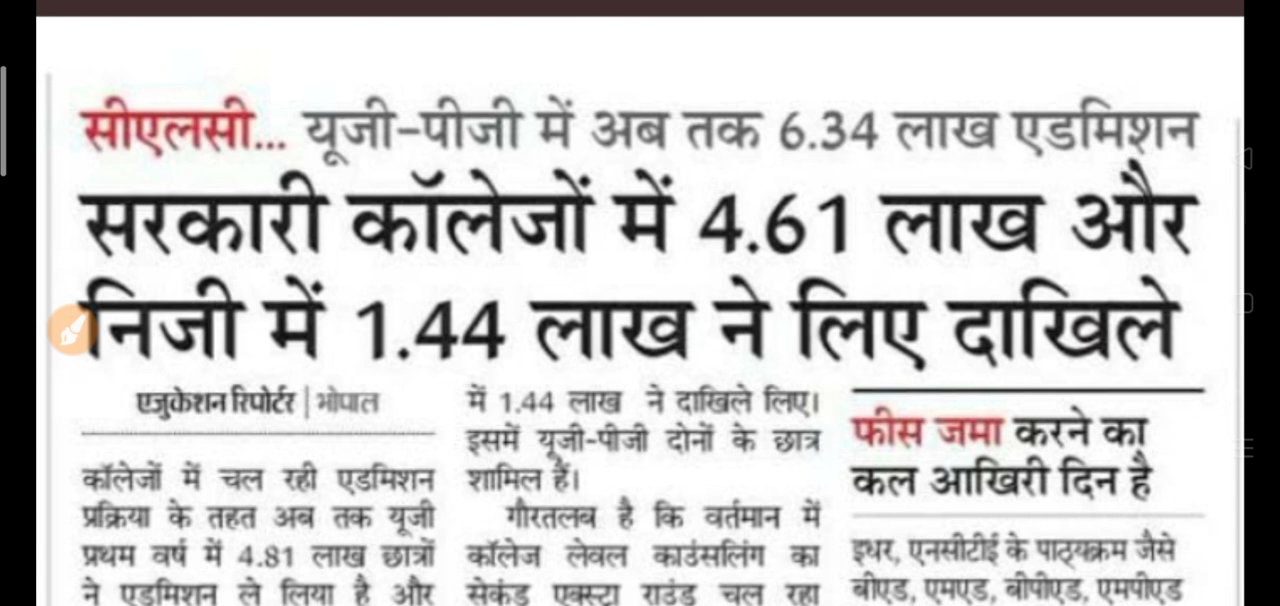 सीएलसी... यूजी-पीजी में अब तक 6.34 लाख एडमिशन
सरकारी कॉलेजों में 4.61 लाख और
निजी में 1.44 लाख ने लिए दाखिले
एजुकेशन रिपोर्टर | भोपाल
कॉलेजों में चल रही एडमिशन
प्रक्रिया के तहत अब तक यूजी
प्रथम वर्ष में 4.81 लाख छात्रों
ने एडमिशन ले लिया है और
में 1.44 लाख ने दाखिले लिए।
इसमें यूजी-पीजी दोनों के छात्र
शामिल हैं।
गौरतलब है कि वर्तमान में
कॉलेज लेवल काउंसलिंग का
सेकंड एक्स्ट्रा राउंड चल रहा
फीस जमा करने का
कल आखिरी दिन है
इधर, एनसीटीई के पाठ्यक्रम जैसे
बीएड, एमएड, बीपीएड, एमपीएड